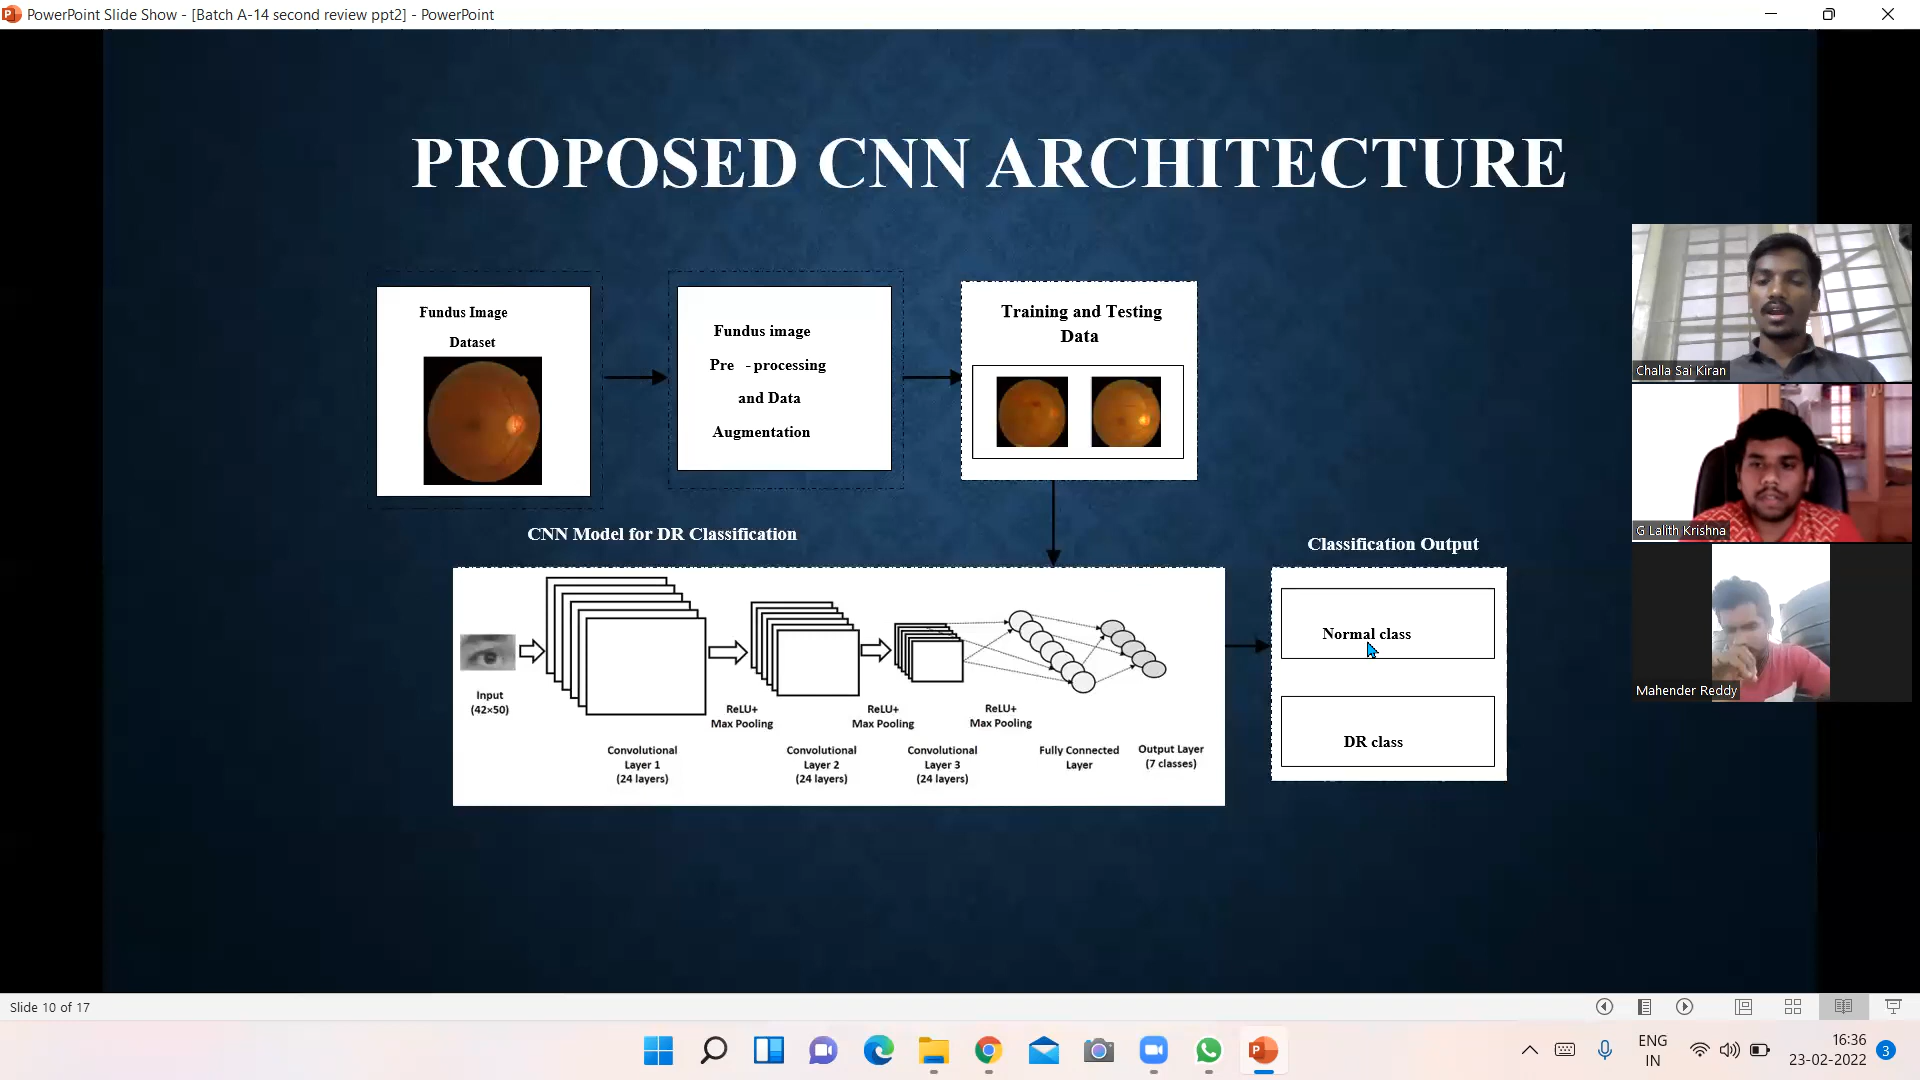 PowerPoint Slide Show - [Batch A-14 second review ppt2] - PowerPoint
PROPOSED CNN ARCHITECTURE
Fundus Image
Dataset
Fundus image
Pre - processing
and Data
Augmentation
Training and Testing
Data
CNN Model for DR Classification
Input
(42×50)
ReLU+
Max Pooling
ReLU+
Max Pooling
ReLU+
Max Pooling
Convolutional
Layer 1
(24 layers)
Convolutional
Layer 2
(24 layers)
Convolutional
Layer 3
(24 layers)
Fully Connected
Layer
Output Layer
(7 classes)
Classification Output
Normal class
DR class
Challa Sai Kiran
G Lalith Krishna
Mahender Reddy
Slide 10 of 17
ENG
IN
16:36
23-02-2022
3